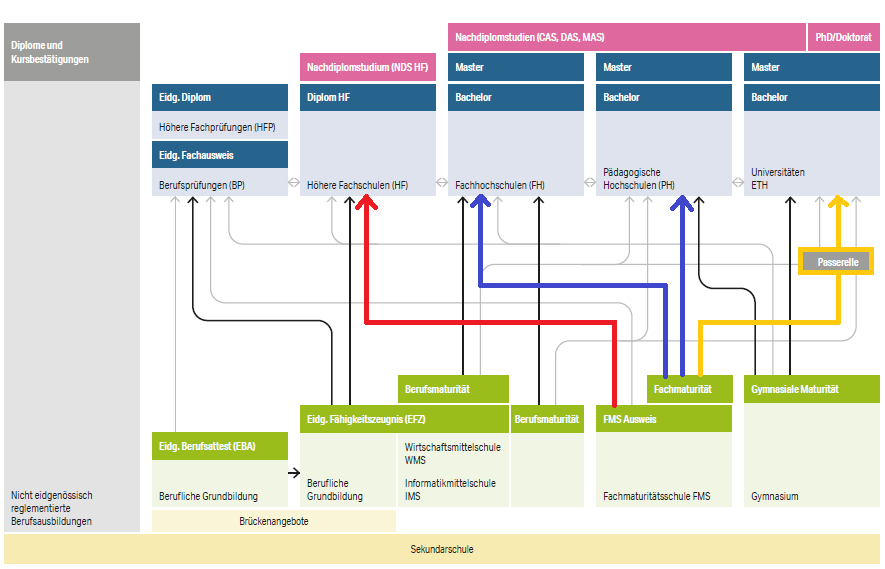 Diplome und
Kursbestätigungen
Nachdiplomstudien (CAS, DAS, MAS)
PhD/Doktorat
Nachdiplomstudium (NDS HF)
Master
Master
Master
Eidg. Diplom
Diplom HF
Bachelor
Bachelor
Bachelor
Höhere Fachprüfungen (HFP)
Eidg. Fachausweis
Berufsprüfungen (BP)
Höhere Fachschulen (HF)
Fachhochschulen (FH)
Pädagogische
Hochschulen (PH)
Universitäten
ETH
Passerelle
Berufsmaturität
Fachmaturität
Gymnasiale Maturität
Eidg. Fähigkeitszeugnis (EFZ)
Berufsmaturität
FMS Ausweis
Eidg. Berufsattest (EBA)
Wirtschaftsmittelschule
WMS
Informatikmittelschule
IMS
Nicht eidgenössisch
reglementierte
Berufsausbildungen
Berufliche Grundbildung
Berufliche
Grundbildung
Fachmaturitätsschule FMS
Gymnasium
Brückenangebote
Sekundarschule